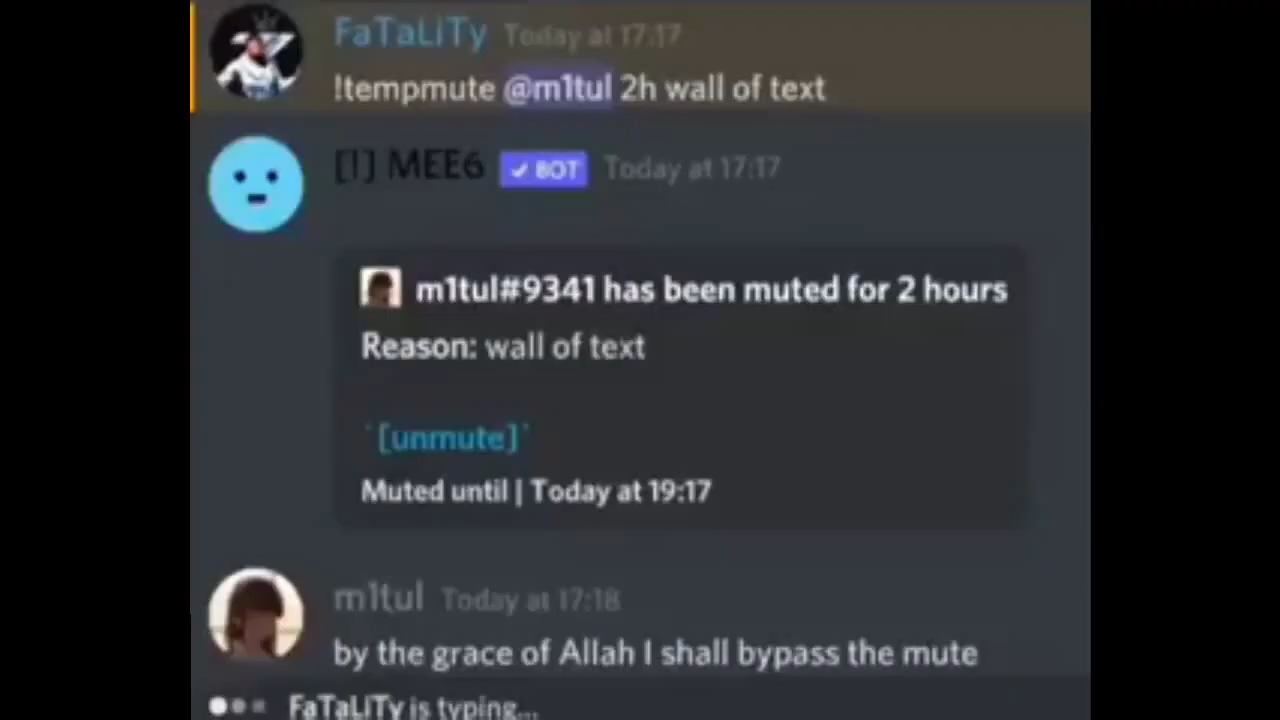 FaTaLiTy Today at 17:17
!tempmute @m1tul 2h wall of text
[!] MEE6 ✓ BOT Today at 17:17
m1tul#9341 has been muted for 2 hours
Reason: wall of text
`[unmute]`
Muted until | Today at 19:17
m1tul Today at 17:18
by the grace of Allah I shall bypass the mute
FaTaLiTy is typing...